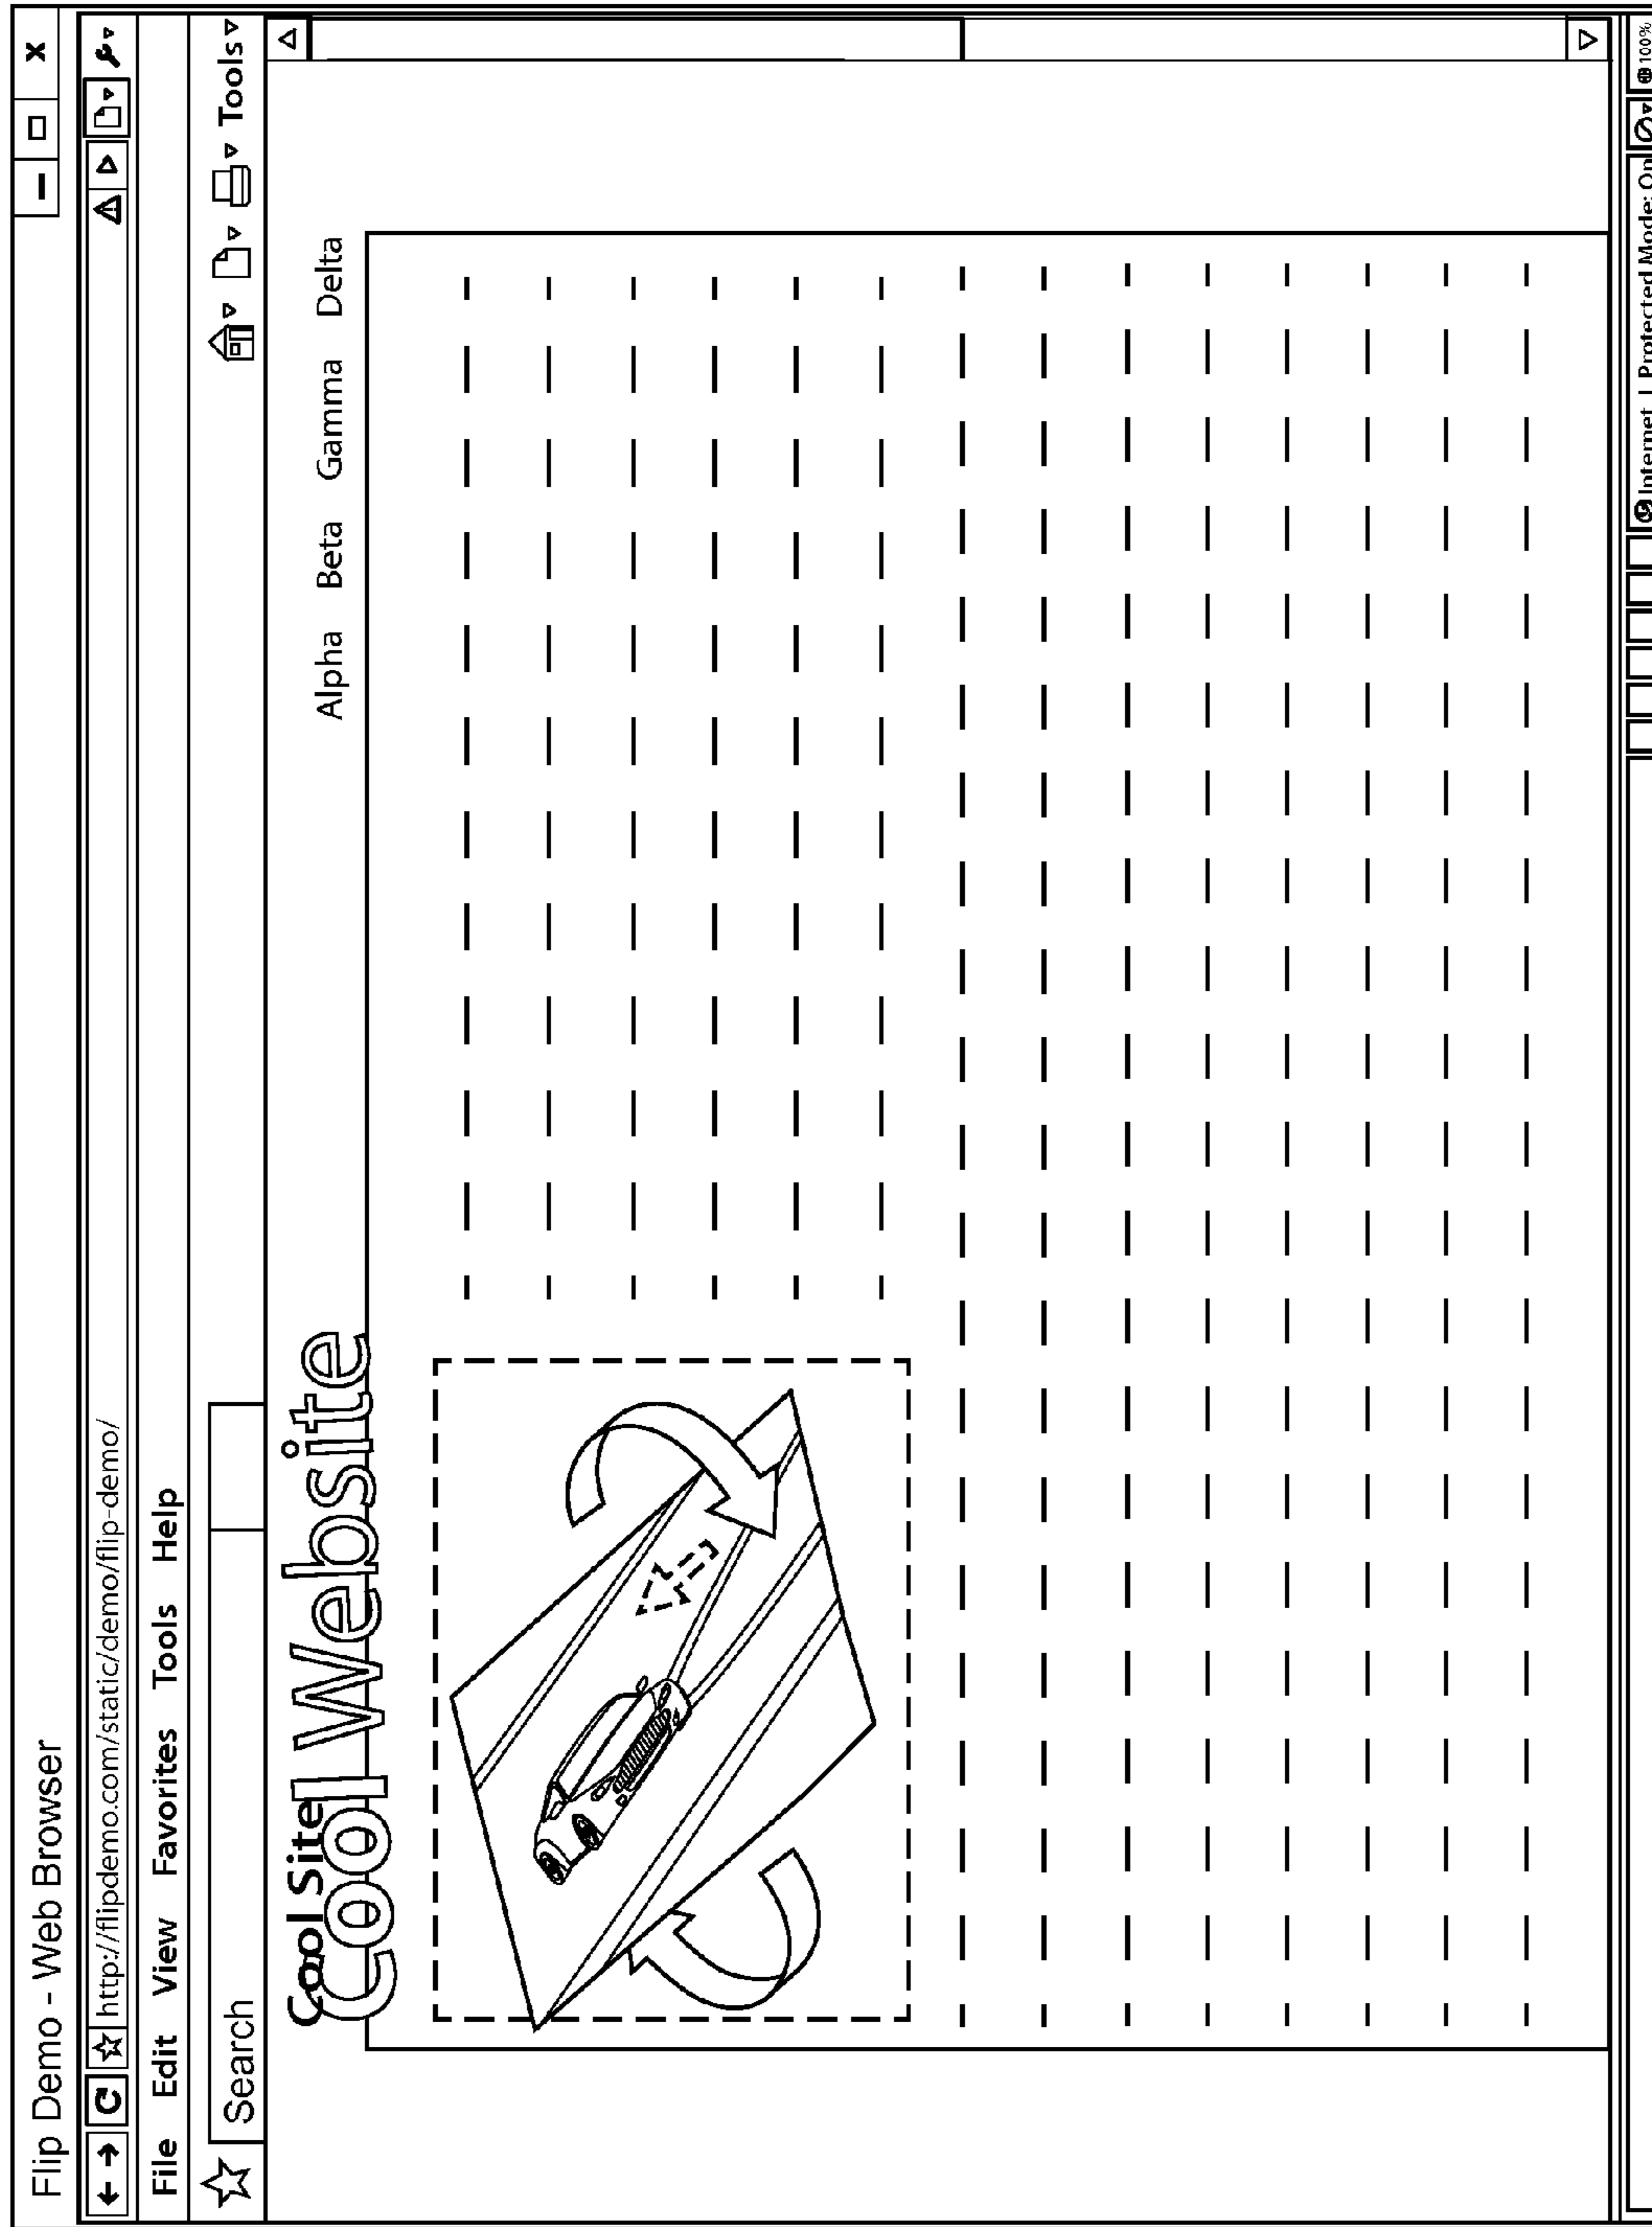 Flip Demo - Web Browser
http://flipdemo.com/static/demo/flip-demo/
File Edit View Favorites Tools Help
Search
Tools
Cool Site
Cool Website
Alpha Beta Gamma Delta
Internet | Protected Mode: On
100%